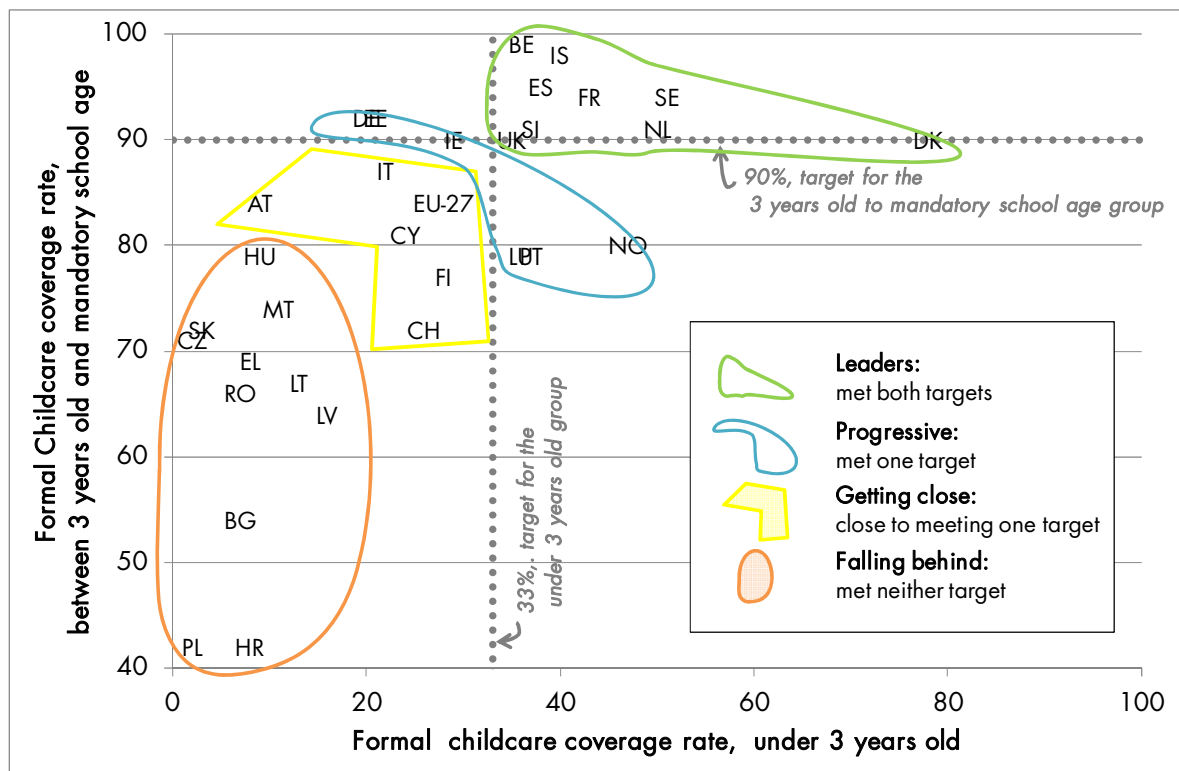 Formal Childcare coverage rate,
between 3 years old and mandatory school age
100
90
80
70
60
50
40
BE
IS
ES
FR
SE
DE EE
SI
NL
IE
UK
DK
IT
90%, target for the
3 years old to mandatory school age group
AT
EU-27
CY
NO
HU
LU PT
FI
MT
SK
CZ
CH
EL
RO
LT
LV
BG
PL
HR
33%,. target for the
under 3 years old group
Leaders:
met both targets
Progressive:
met one target
Getting close:
close to meeting one target
Falling behind:
met neither target
0 20 40 60 80 100
Formal childcare coverage rate, under 3 years old